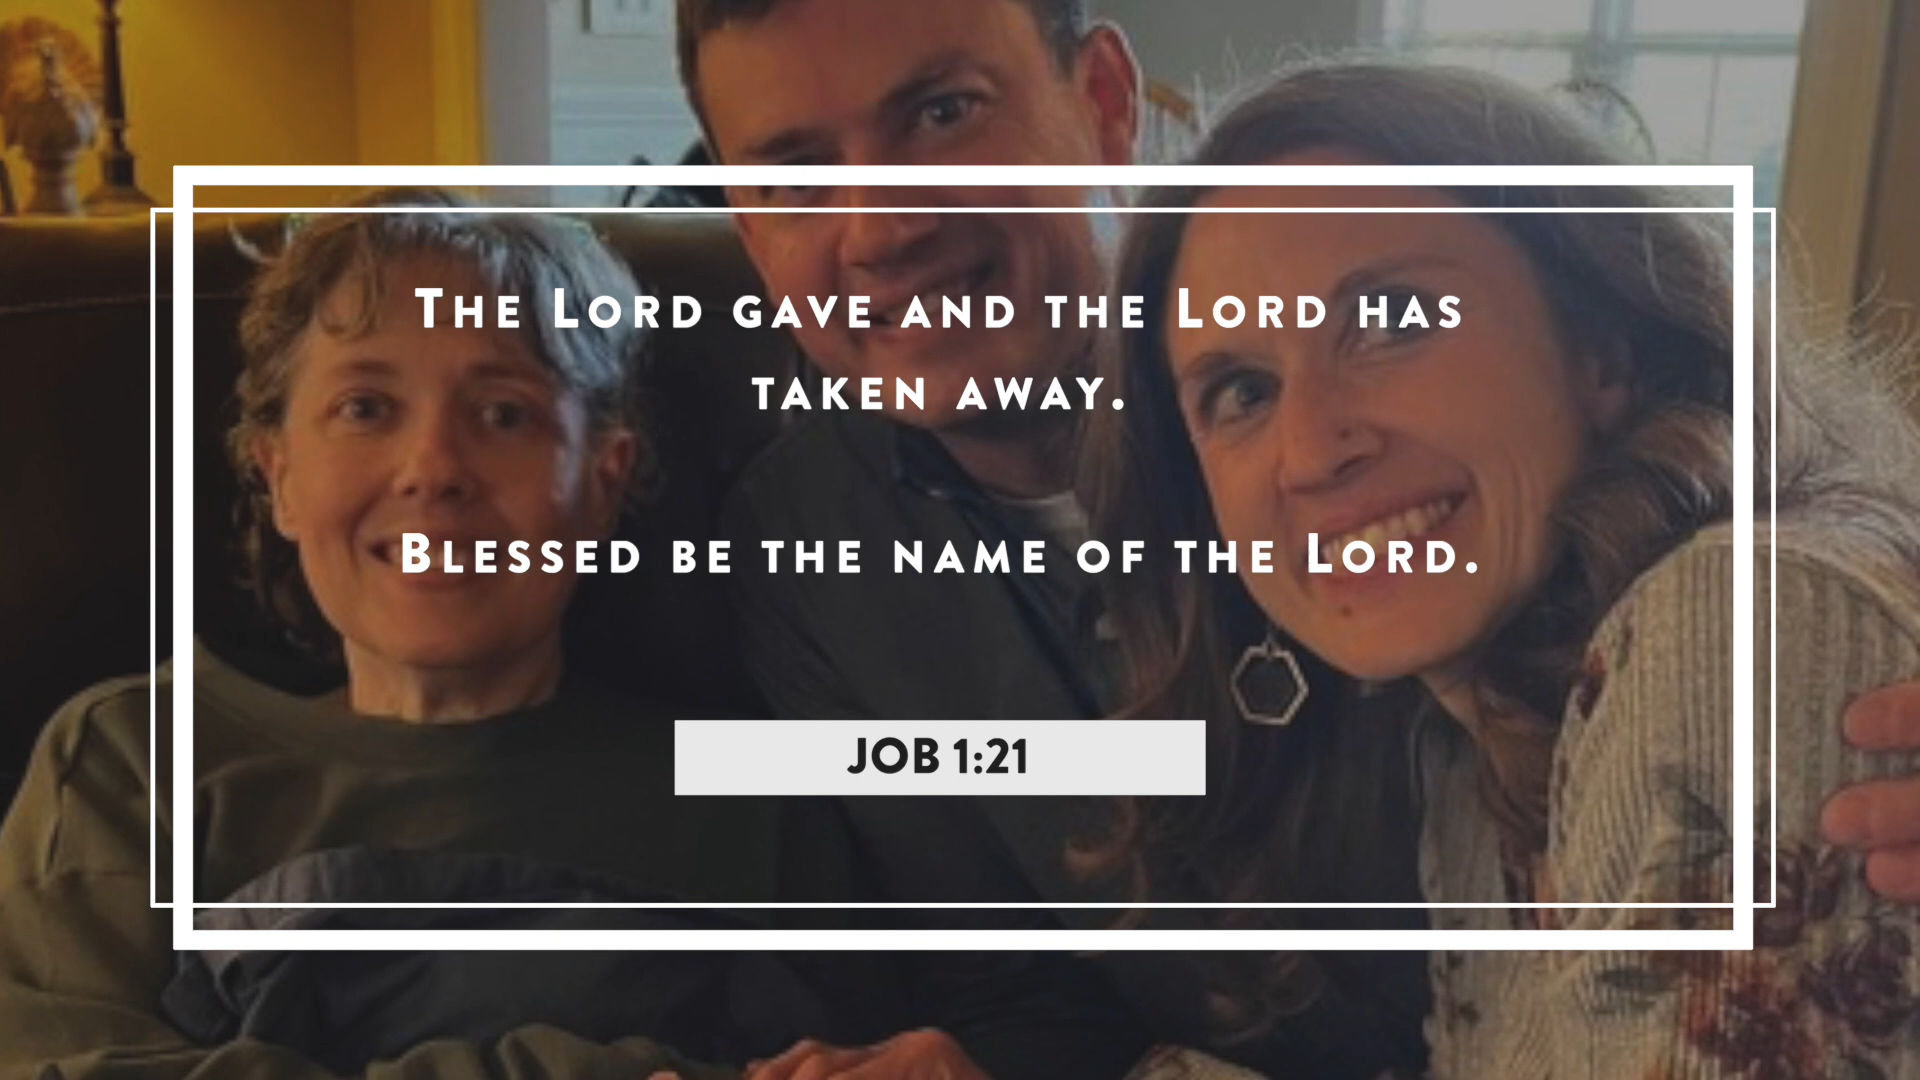 The Lord gave and the Lord has
taken away.
Blessed be the name of the Lord.
JOB 1:21